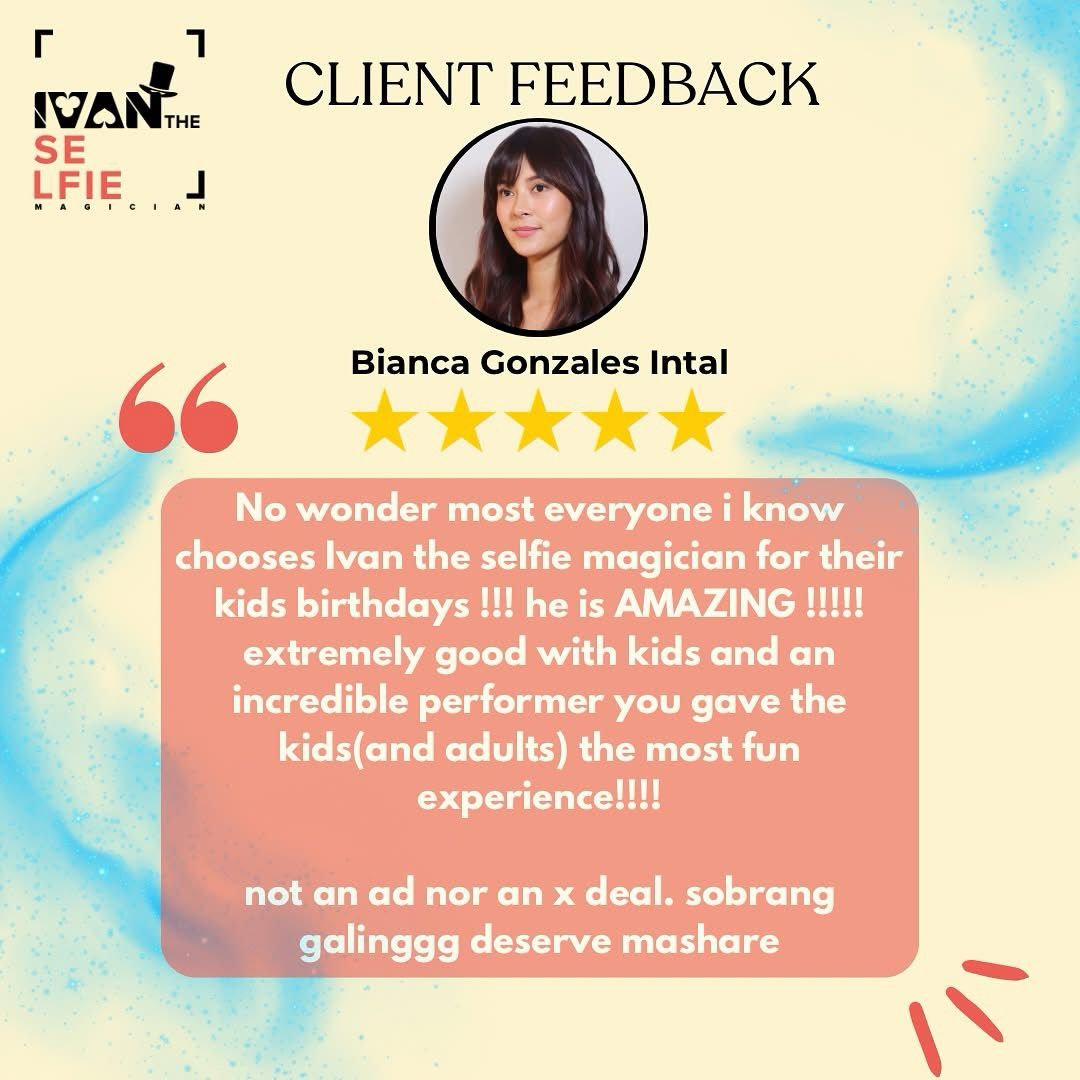 IVAN THE
SE
LFIE
MAGICIAN
CLIENT FEEDBACK
Bianca Gonzales Intal
No wonder most everyone i know
chooses Ivan the selfie magician for their
kids birthdays !!! he is AMAZING !!!!!
extremely good with kids and an
incredible performer you gave the
kids(and adults) the most fun
experience!!!!
not an ad nor an x deal. sobrang
galinggg deserve mashare